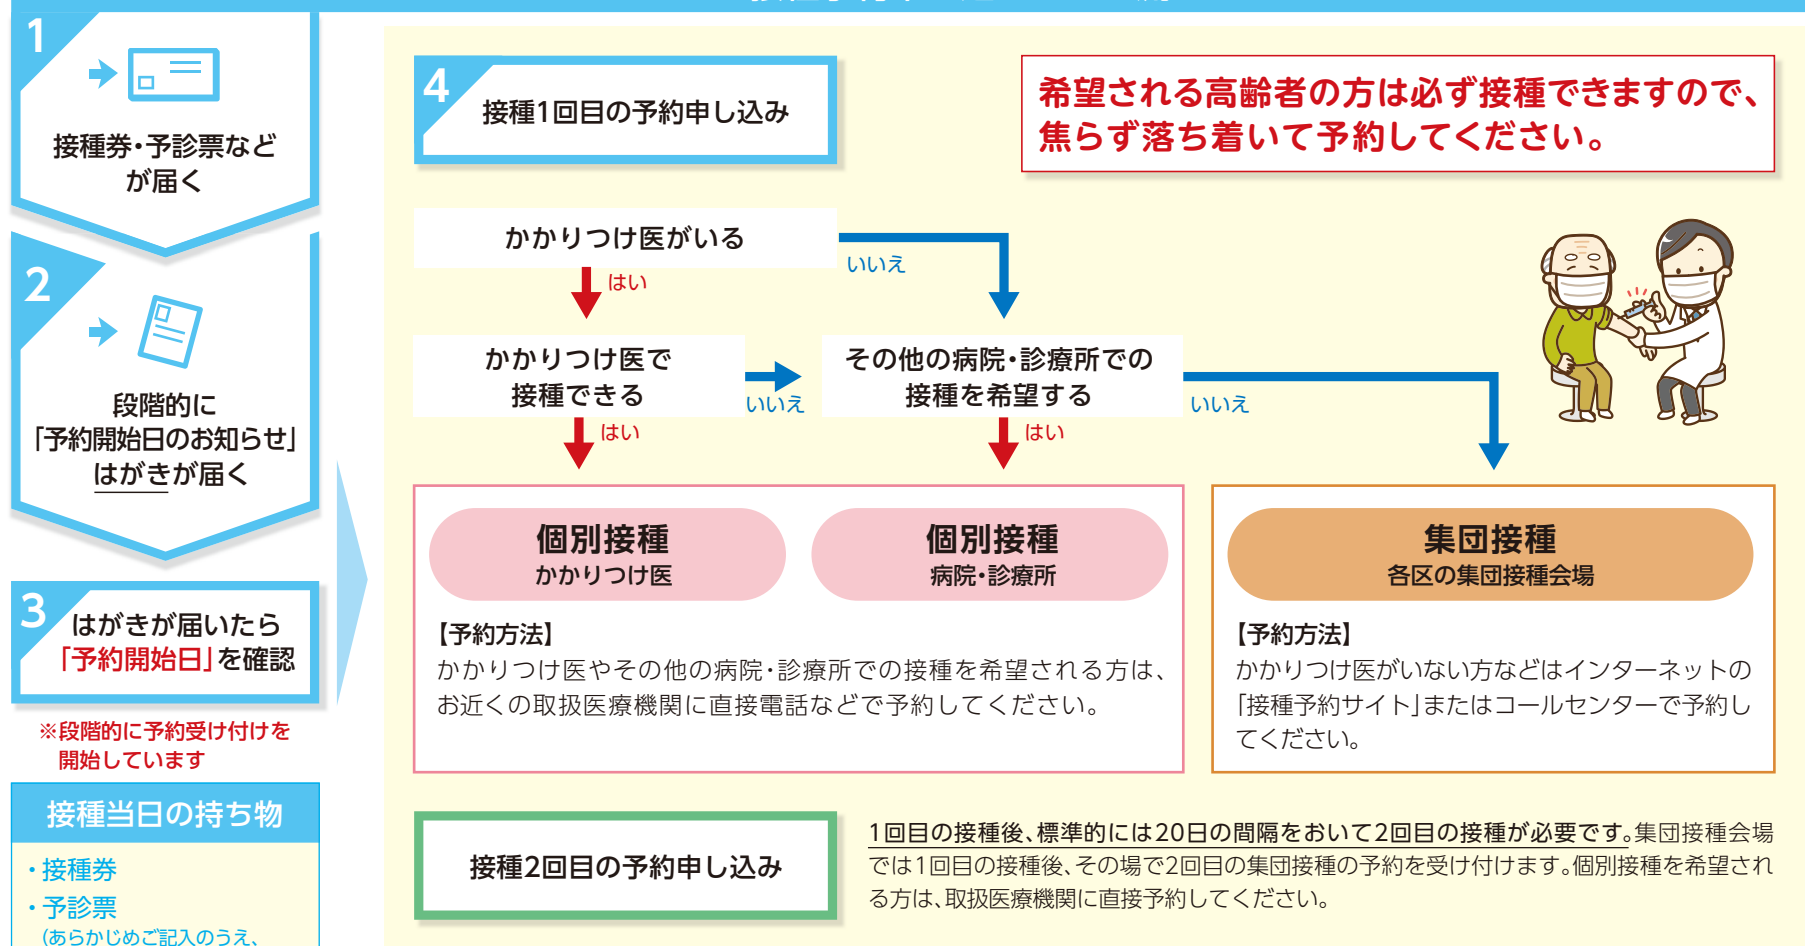 1
接種券・予診票など
が届く
2
段階的に
「予約開始日のお知らせ」
はがきが届く
3
はがきが届いたら
「予約開始日」を確認
※段階的に予約受け付けを
開始しています
接種当日の持ち物
・接種券
・予診票
(あらかじめご記入のうえ、
4
接種1回目の予約申し込み
希望される高齢者の方は必ず接種できますので、
焦らず落ち着いて予約してください。
かかりつけ医がいる
いいえ
はい
かかりつけ医で
接種できる
いいえ
はい
その他の病院・診療所での
接種を希望する
いいえ
はい
個別接種
かかりつけ医
個別接種
病院・診療所
【予約方法】
かかりつけ医やその他の病院・診療所での接種を希望される方は、
お近くの取扱医療機関に直接電話などで予約してください。
集団接種
各区の集団接種会場
【予約方法】
かかりつけ医がいない方などはインターネットの
「接種予約サイト」またはコールセンターで予約し
てください。
接種2回目の予約申し込み
1回目の接種後、標準的には20日の間隔をおいて2回目の接種が必要です。集団接種会場
では1回目の接種後、その場で2回目の集団接種の予約を受け付けます。個別接種を希望され
る方は、取扱医療機関に直接予約してください。